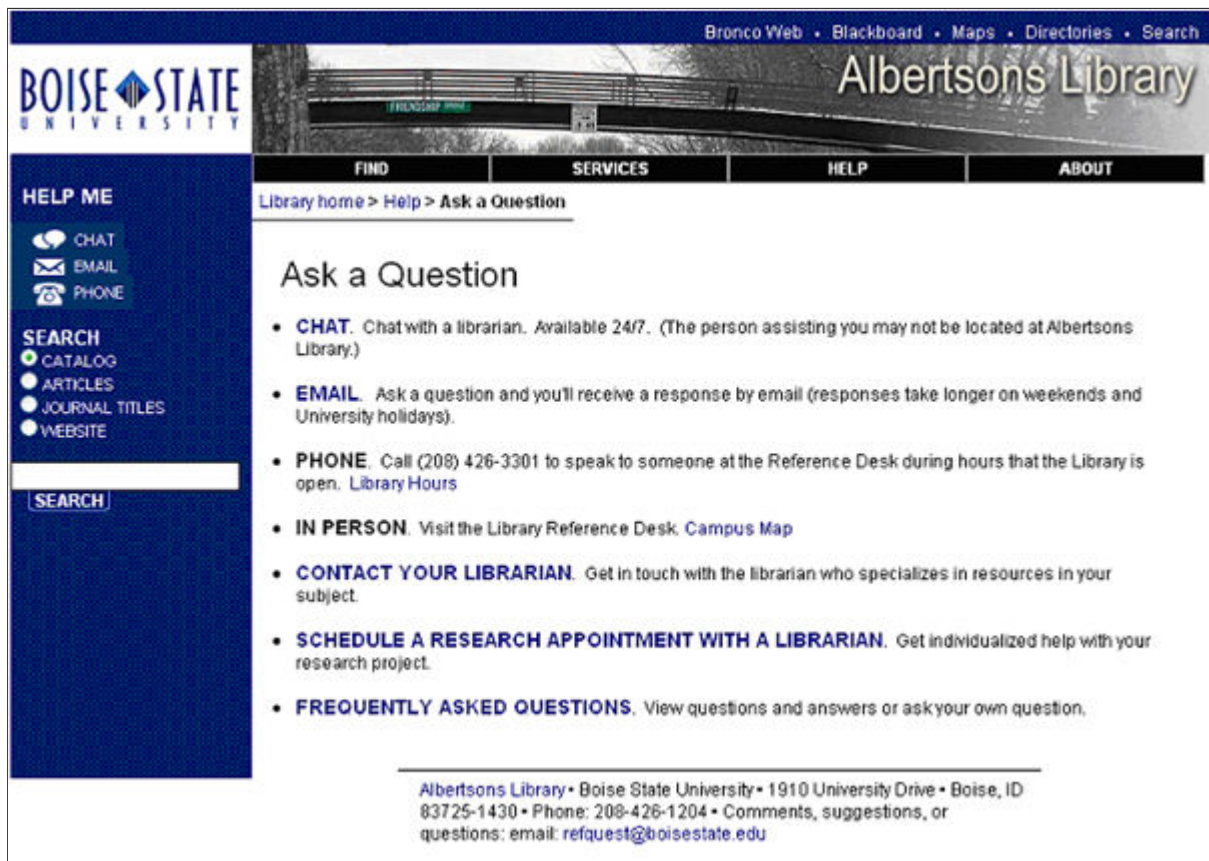 Bronco Web • Blackboard • Maps • Directories • Search
BOISE STATE
UNIVERSITY
Albertsons Library
FRIENDSHIP
FIND SERVICES HELP ABOUT
HELP ME
CHAT
EMAIL
PHONE
SEARCH
CATALOG
ARTICLES
JOURNAL TITLES
WEBSITE
SEARCH
Library home > Help > Ask a Question
Ask a Question
• CHAT. Chat with a librarian. Available 24/7. (The person assisting you may not be located at Albertsons
Library.)
• EMAIL. Ask a question and you'll receive a response by email (responses take longer on weekends and
University holidays).
• PHONE. Call (208) 426-3301 to speak to someone at the Reference Desk during hours that the Library is
open. Library Hours
• IN PERSON. Visit the Library Reference Desk. Campus Map
• CONTACT YOUR LIBRARIAN. Get in touch with the librarian who specializes in resources in your
subject.
• SCHEDULE A RESEARCH APPOINTMENT WITH A LIBRARIAN. Get individualized help with your
research project.
• FREQUENTLY ASKED QUESTIONS. View questions and answers or ask your own question.
Albertsons Library • Boise State University • 1910 University Drive • Boise, ID
83725-1430 • Phone: 208-426-1204 • Comments, suggestions, or
questions: email: refquest@boisestate.edu